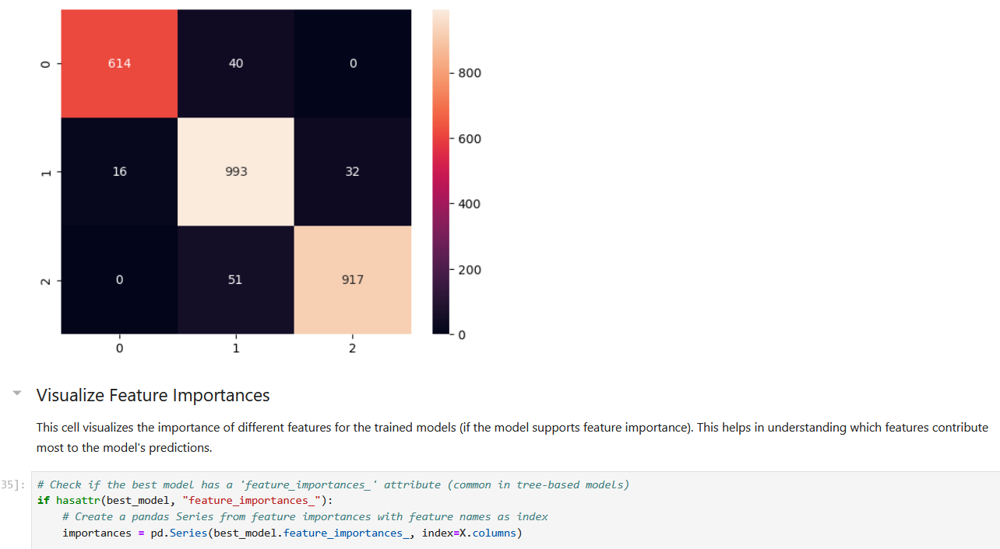 0 614 40 0
800
600
1 16 993 32
400
200
2 0 51 917
0
0 1 2
Visualize Feature Importances
This cell visualizes the importance of different features for the trained models (if the model supports feature importance). This helps in understanding which features contribute
most to the model's predictions.
35]: # Check if the best model has a 'feature_importances_' attribute (common in tree-based models)
if hasattr(best_model, "feature_importances_"):
    # Create a pandas Series from feature importances with feature names as index
    importances = pd.Series(best_model.feature_importances_, index=X.columns)